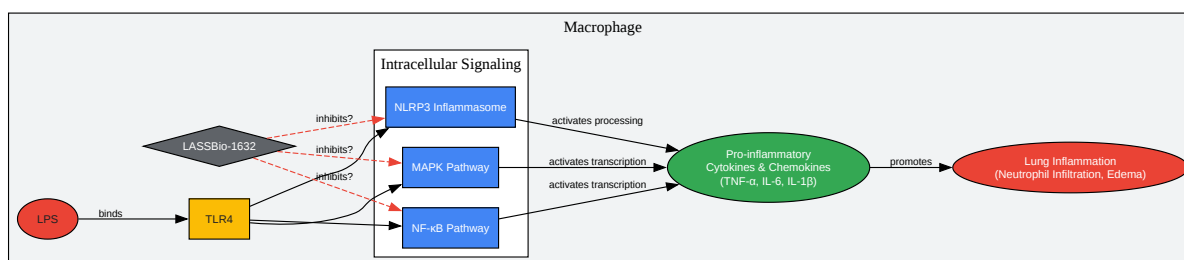 Macrophage
Intracellular Signaling
NLRP3 Inflammasome
inhibits?
activates processing
LASSBio-1632
inhibits?
MAPK Pathway
activates transcription
Pro-inflammatory
Cytokines & Chemokines
(TNF-α, IL-6, IL-1β)
promotes
Lung Inflammation
(Neutrophil Infiltration, Edema)
inhibits?
activates transcription
LPS
binds
TLR4
NF-κB Pathway